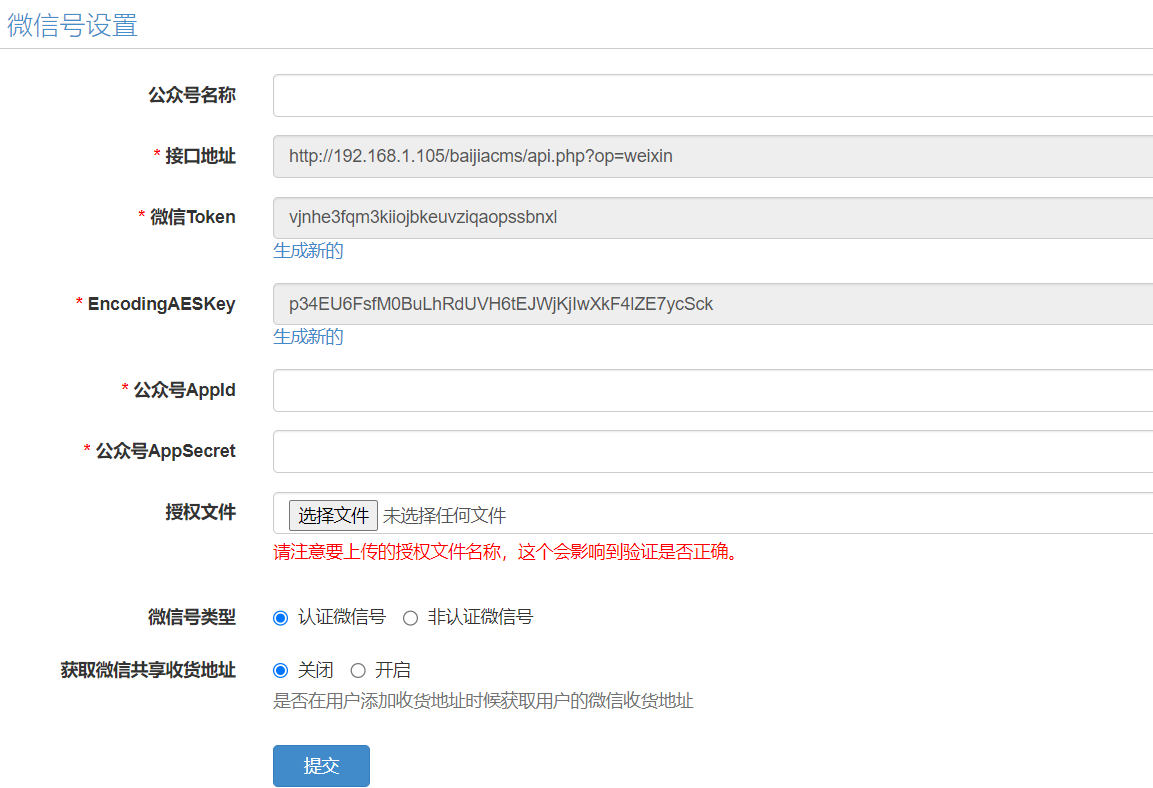 微信号设置
公众号名称
* 接口地址 http://192.168.1.105/baijiacms/api.php?op=weixin
* 微信Token vjnhe3fqm3kiiojbkeuvziqaopssbnxl
生成新的
* EncodingAESKey p34EU6FsfM0BuLhRdUVH6tEJWjKjIwXkF4lZE7ycSck
生成新的
* 公众号AppId
* 公众号AppSecret
授权文件 选择文件 未选择任何文件
请注意要上传的授权文件名称，这个会影响到验证是否正确。
微信号类型 认证微信号 非认证微信号
获取微信共享收货地址 关闭 开启
是否在用户添加收货地址时候获取用户的微信收货地址
提交